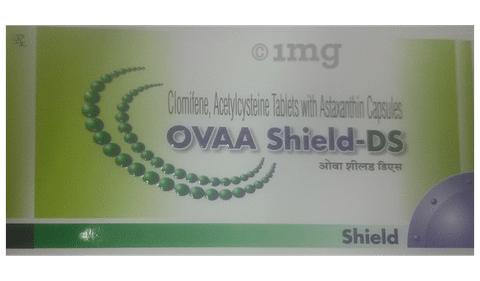 ©1mg
Clomifene, Acetylcysteine Tablets with Astaxanthin Capsules
OVAA Shield-DS
ओवा शील्ड डिएस
Shield